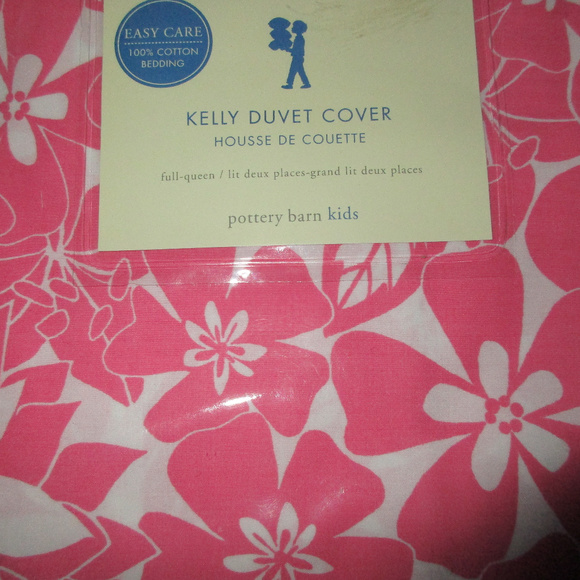 EASY CARE
100% COTTON
BEDDING
KELLY DUVET COVER
HOUSSE DE COUETTE
full-queen / lit deux places-grand lit deux places
pottery barn kids